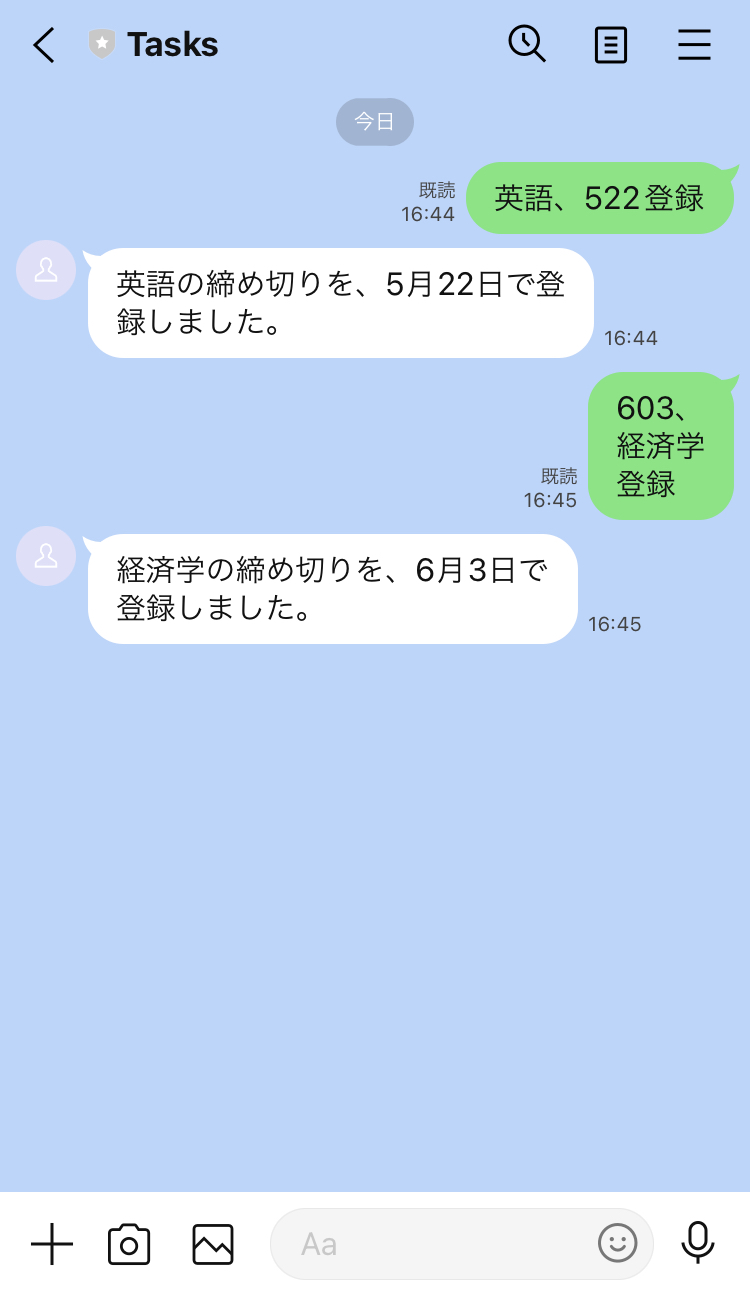 Tasks
今日
英語、522登録
既読
16:44
英語の締め切りを、5月22日で登
録しました。
16:44
603、
経済学
登録
既読
16:45
経済学の締め切りを、6月3日で
登録しました。
16:45
Aa